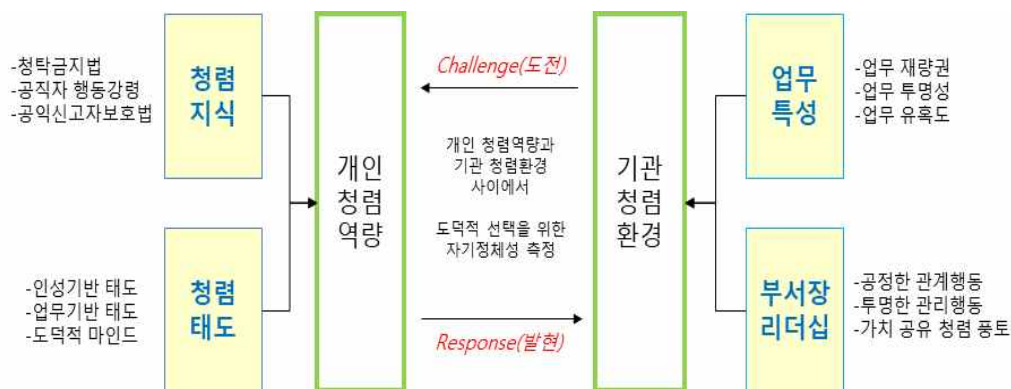 -청탁금지법
-공직자 행동강령
-공익신고자보호법
청렴
지식
-인성기반 태도
-업무기반 태도
-도덕적 마인드
청렴
태도
개인
청렴
역량
Challenge(도전)
개인 청렴역량과
기관 청렴환경
사이에서
도덕적 선택을 위한
자기정체성 측정
Response(발현)
기관
청렴
환경
업무
특성
-업무 재량권
-업무 투명성
-업무 유혹도
부서장
리더십
-공정한 관계행동
-투명한 관리행동
-가치 공유 청렴 풍토